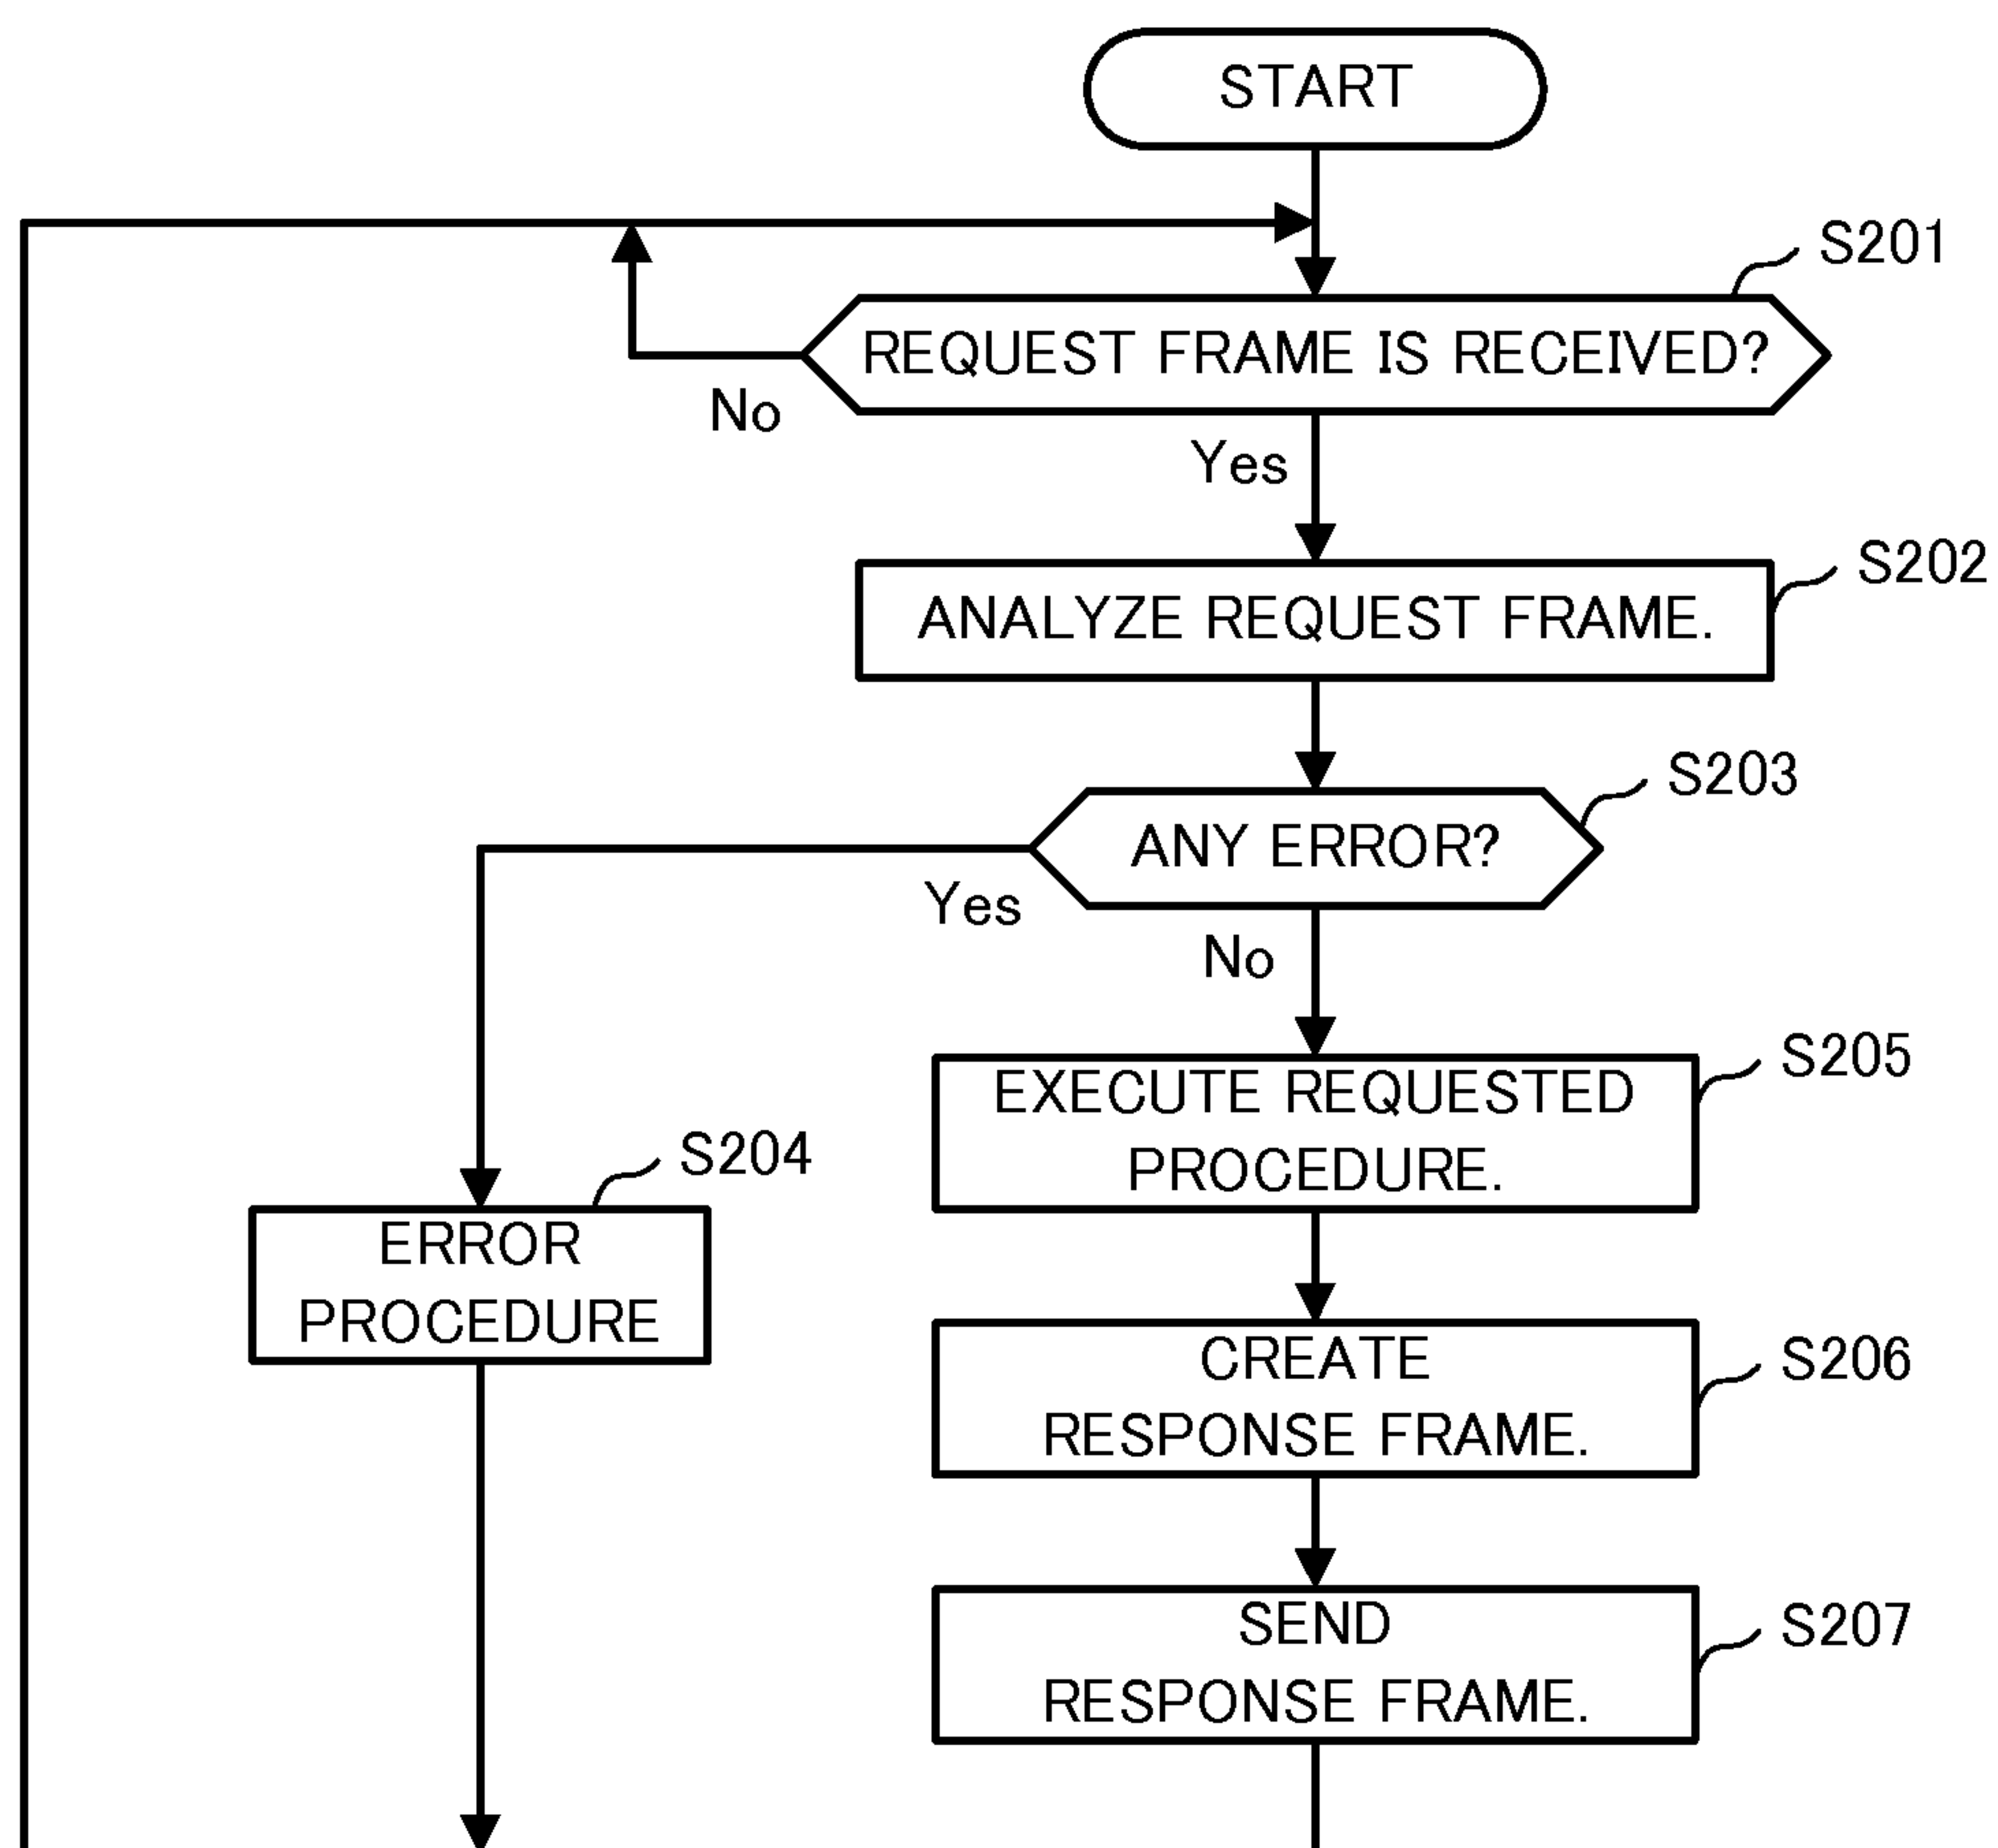 START
S201
REQUEST FRAME IS RECEIVED?
No
Yes
S202
ANALYZE REQUEST FRAME.
S203
ANY ERROR?
Yes
No
S205
EXECUTE REQUESTED
PROCEDURE.
S204
ERROR
PROCEDURE
S206
CREATE
RESPONSE FRAME.
S207
SEND
RESPONSE FRAME.